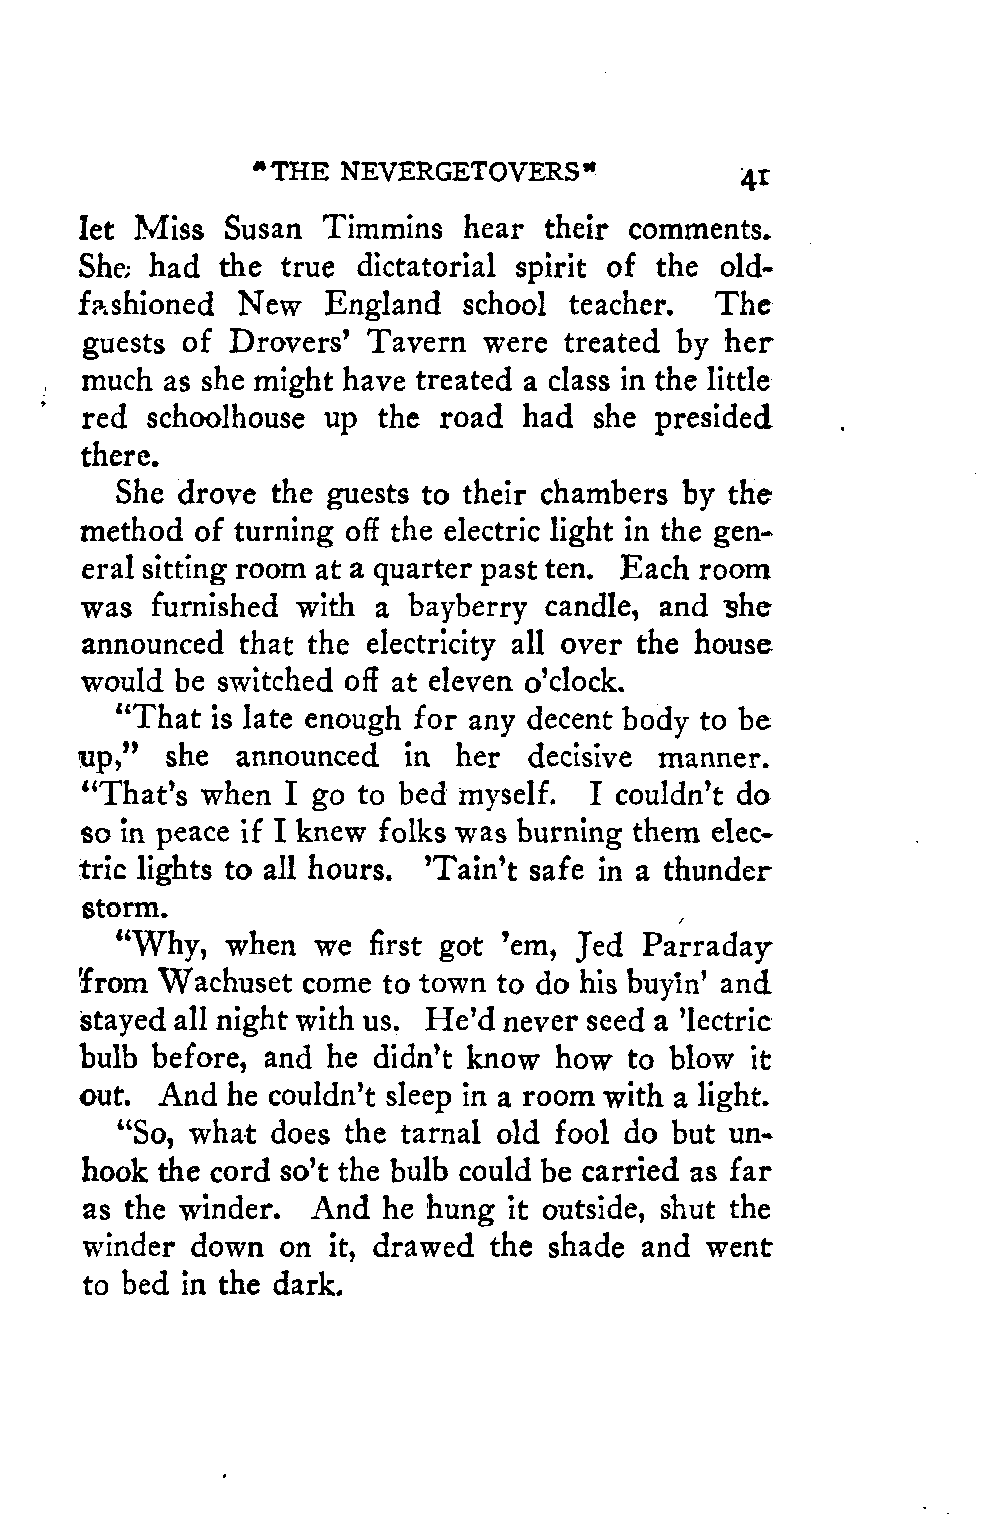 "THE NEVERGETOVERS" 41
let Miss Susan Timmins hear their comments.
She had the true dictatorial spirit of the old-
fashioned New England school teacher. The
guests of Drovers' Tavern were treated by her
much as she might have treated a class in the little
red schoolhouse up the road had she presided
there.
She drove the guests to their chambers by the
method of turning off the electric light in the gen-
eral sitting room at a quarter past ten. Each room
was furnished with a bayberry candle, and she
announced that the electricity all over the house
would be switched off at eleven o'clock.
"That is late enough for any decent body to be
up," she announced in her decisive manner.
"That's when I go to bed myself. I couldn't do
so in peace if I knew folks was burning them elec-
tric lights to all hours. 'Tain't safe in a thunder
storm.
"Why, when we first got 'em, Jed Parraday
from Wachuset come to town to do his buyin' and
stayed all night with us. He'd never seed a 'lectric
bulb before, and he didn't know how to blow it
out. And he couldn't sleep in a room with a light.
"So, what does the tarnal old fool do but un-
hook the cord so't the bulb could be carried as far
as the winder. And he hung it outside, shut the
winder down on it, drawed the shade and went
to bed in the dark.